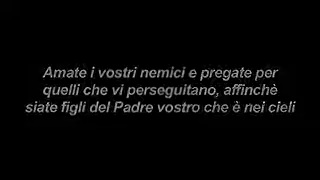 Amate i vostri nemici e pregate per
quelli che vi perseguitano, affinchè
siate figli del Padre vostro che è nei cieli